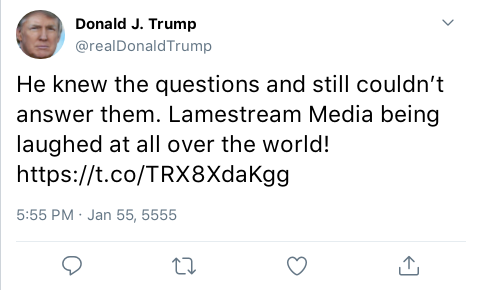 Donald J. Trump
@realDonaldTrump
He knew the questions and still couldn't
answer them. Lamestream Media being
laughed at all over the world!
https://t.co/TRX8XdaKgg
5:55 PM · Jan 55, 5555